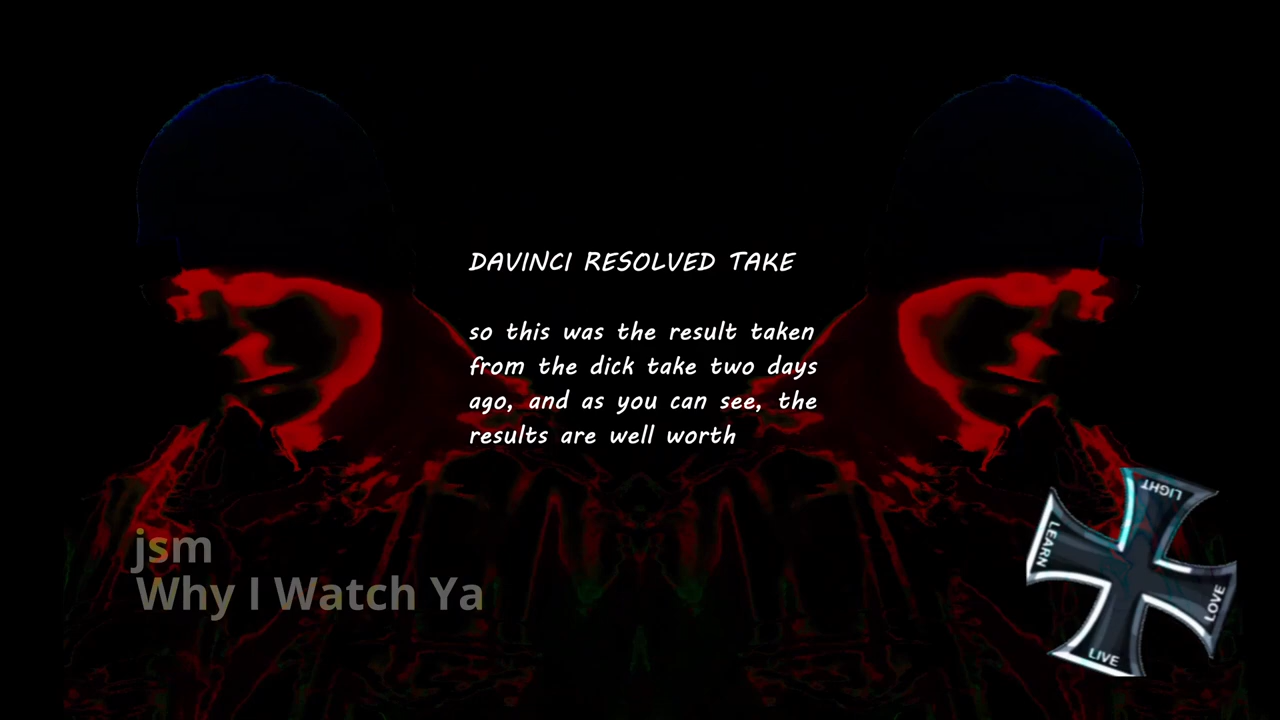 DAVINCI RESOLVED TAKE
so this was the result taken
from the dick take two days
ago, and as you can see, the
results are well worth
jsm
Why I Watch Ya
LIGHT
LEARN
LOVE
LIVE